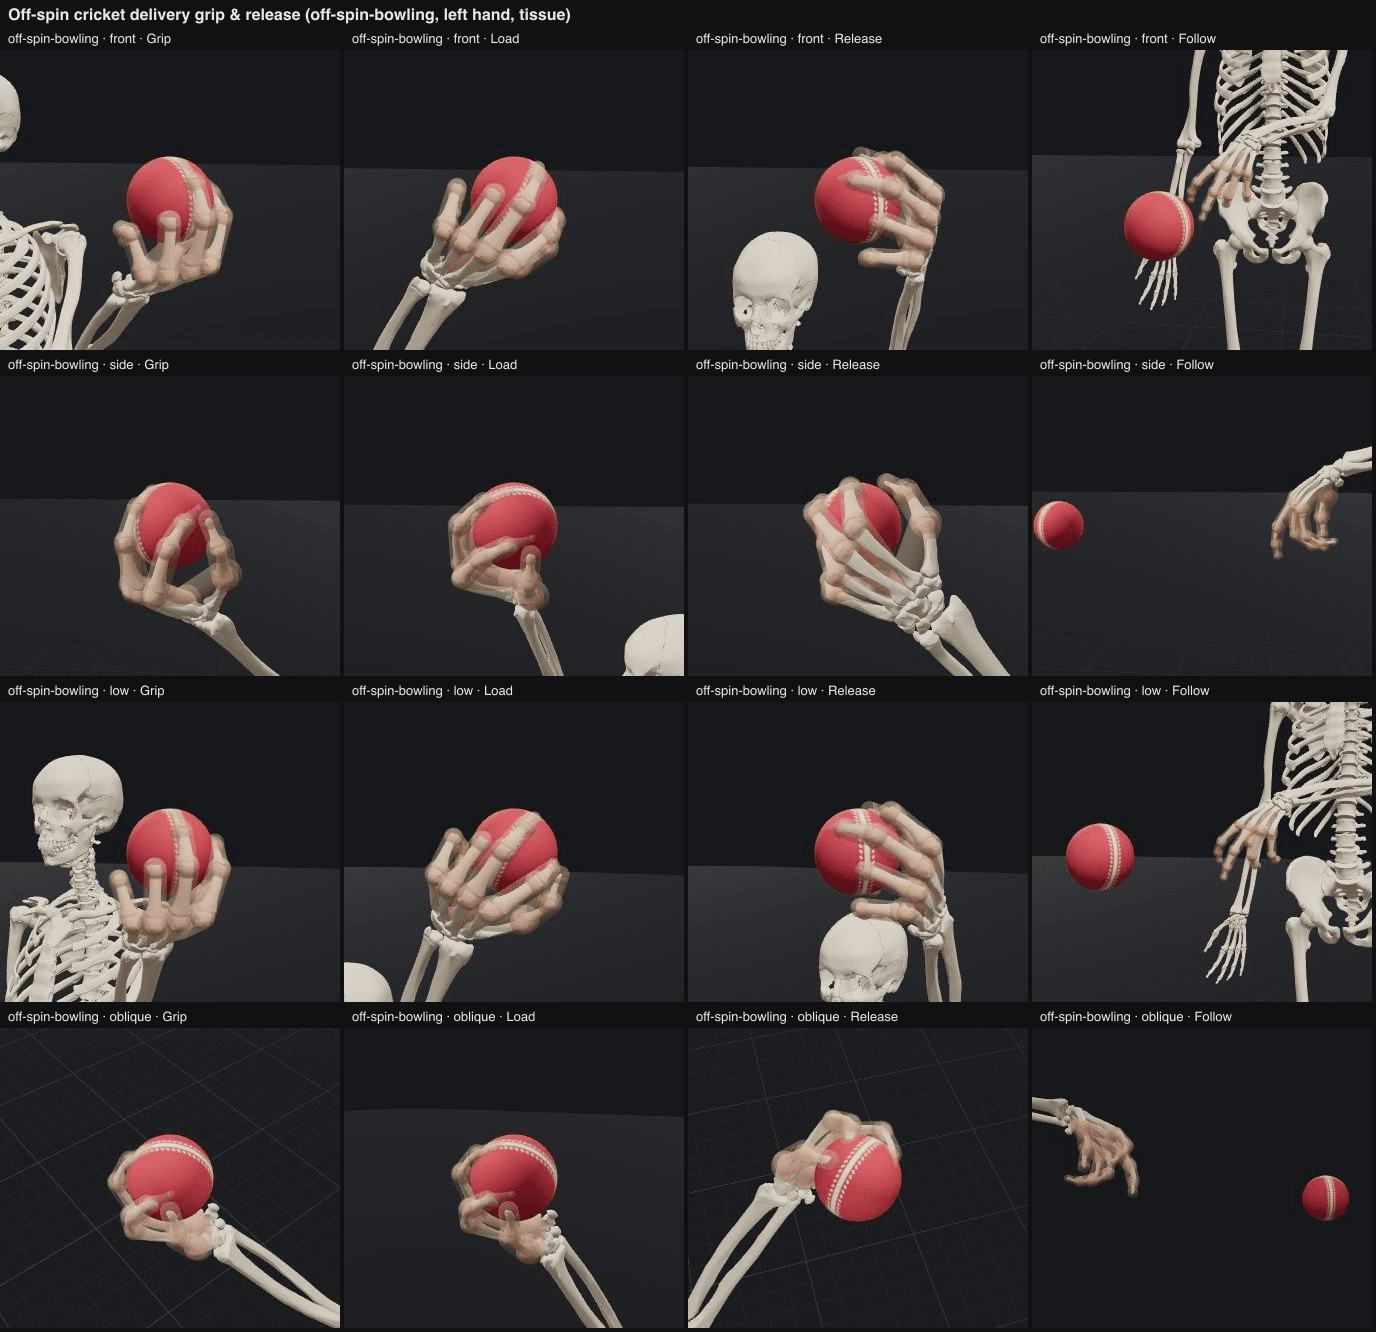 Off-spin cricket delivery grip & release (off-spin-bowling, left hand, tissue)
off-spin-bowling · front · Grip
off-spin-bowling · front · Load
off-spin-bowling · front · Release
off-spin-bowling · front · Follow
off-spin-bowling · side · Grip
off-spin-bowling · side · Load
off-spin-bowling · side · Release
off-spin-bowling · side · Follow
off-spin-bowling · low · Grip
off-spin-bowling · low · Load
off-spin-bowling · low · Release
off-spin-bowling · low · Follow
off-spin-bowling · oblique · Grip
off-spin-bowling · oblique · Load
off-spin-bowling · oblique · Release
off-spin-bowling · oblique · Follow